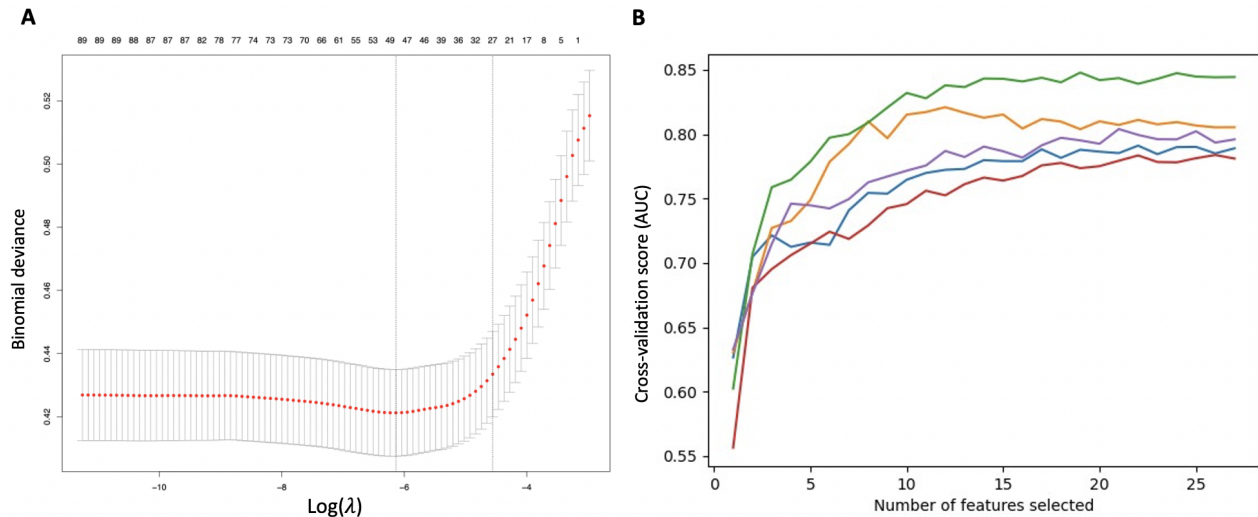 A
89 89 89 88 87 87 87 82 78 77 74 73 73 70 66 61 55 53 49 47 46 39 36 32 27 21 17 8 5 1
0.52
0.50
0.48
0.46
0.44
0.42
Binomial deviance
−10 −8 −6 −4
Log(λ)
B
0.85
0.80
0.75
0.70
0.65
0.60
0.55
Cross-validation score (AUC)
0 5 10 15 20 25
Number of features selected